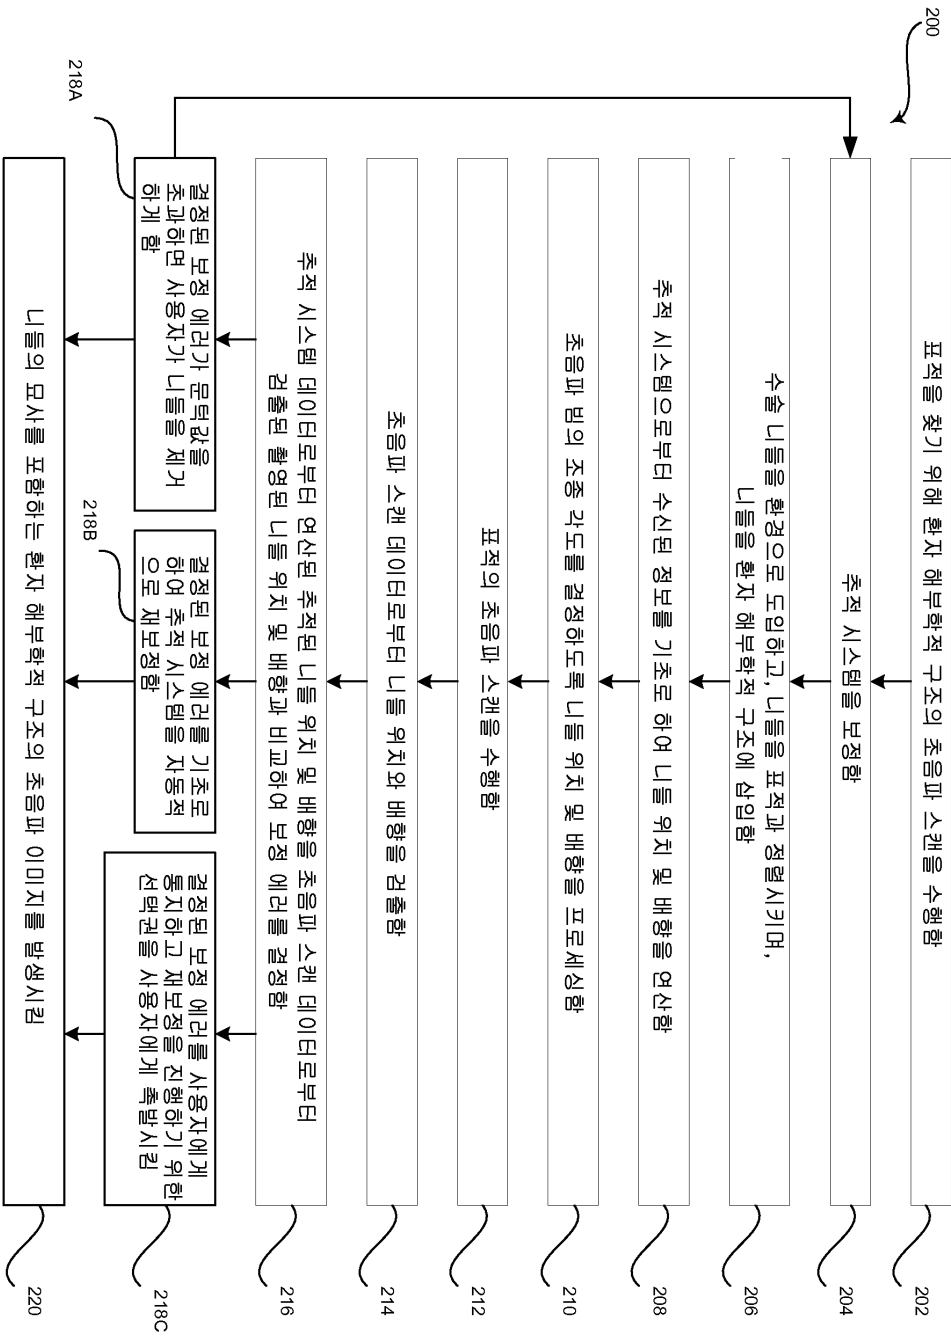 200
표적을 찾기 위해 환자 해부학적 구조의 초음파 스캔을 수행함
202
추적 시스템을 보정함
204
수술 니들을 환경으로 도입하고, 니들을 표적과 정렬시키며,
니들을 환자 해부학적 구조에 삽입함
206
추적 시스템으로부터 수신된 정보를 기초로 하여 니들 위치 및 배향을 연산함
208
초음파 빔의 조종 각도를 결정하도록 니들 위치 및 배향을 프로세싱함
210
표적의 초음파 스캔을 수행함
212
초음파 스캔 데이터로부터 니들 위치와 배향을 검출함
214
추적 시스템 데이터로부터 연산된 추적된 니들 위치 및 배향을 초음파 스캔 데이터로부터
검출된 촬영된 니들 위치 및 배향과 비교하여 보정 에러를 결정함
216
218A
결정된 보정 에러가 문턱값을
초과하면 사용자가 니들을 제거
하게 함
218B
결정된 보정 에러를 기초로
하여 추적 시스템을 자동적
으로 재보정함
결정된 보정 에러를 사용자에게
통지하고 재보정을 진행하기 위한
선택권을 사용자에게 촉발시킴
218C
니들의 묘사를 포함하는 환자 해부학적 구조의 초음파 이미지를 발생시킴
220